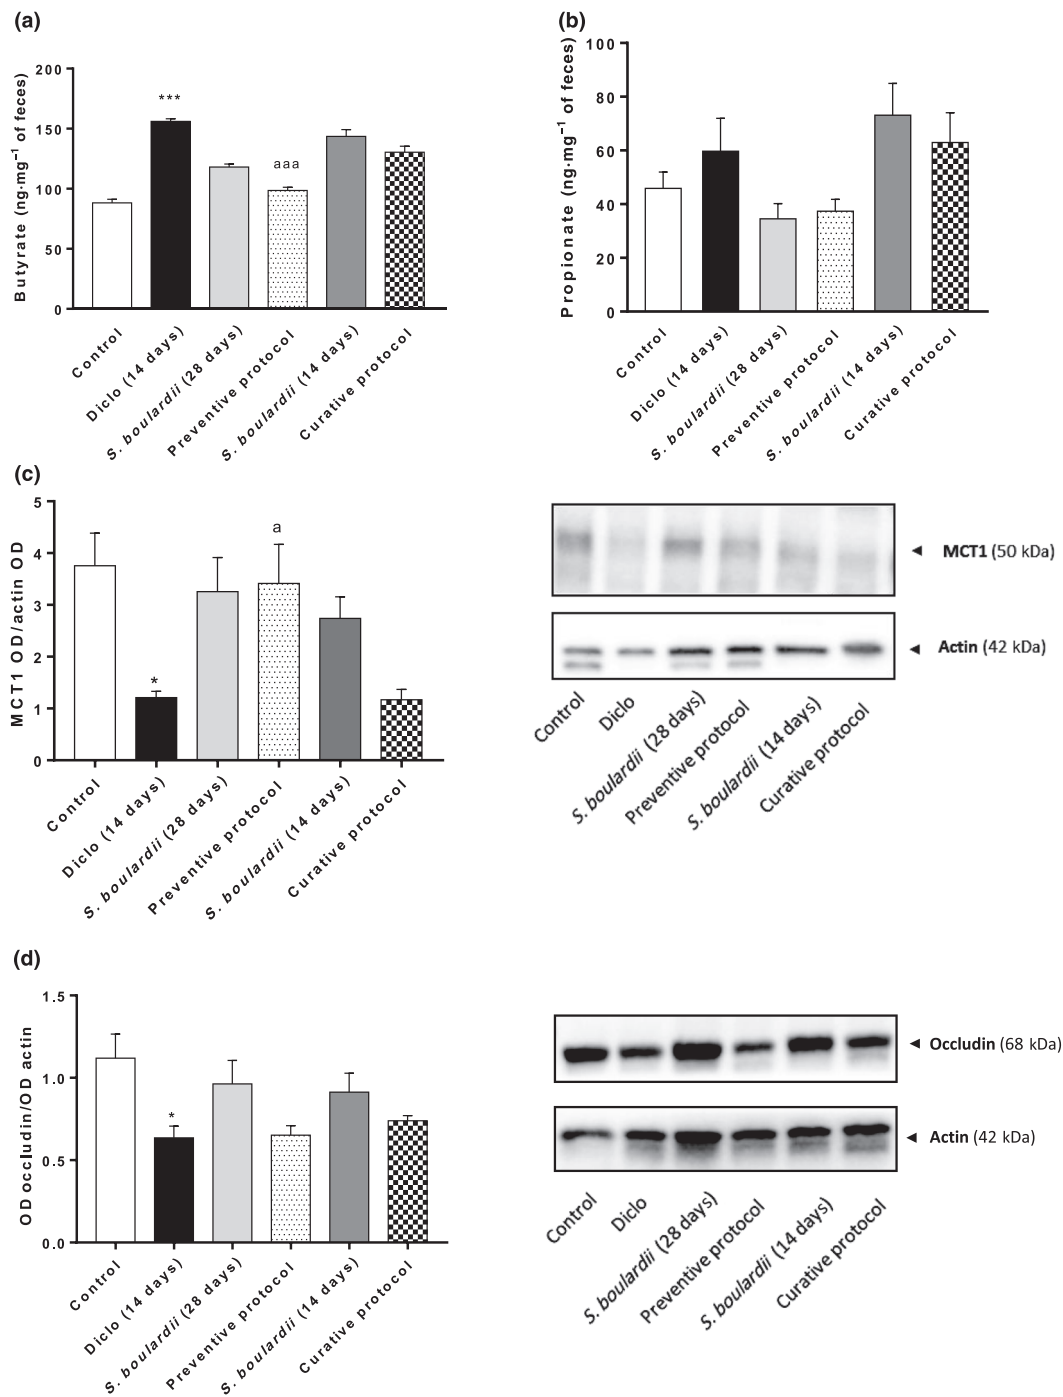 (a)
Butyrate (ng·mg⁻¹ of feces)
200
150
100
50
0
***
aaa
Control
Diclo (14 days)
S. boulardii (28 days)
Preventive protocol
S. boulardii (14 days)
Curative protocol
(b)
Propionate (ng·mg⁻¹ of feces)
100
80
60
40
20
0
Control
Diclo (14 days)
S. boulardii (28 days)
Preventive protocol
S. boulardii (14 days)
Curative protocol
(c)
MCT1 OD/actin OD
5
4
3
2
1
0
*
a
Control
Diclo (14 days)
S. boulardii (28 days)
Preventive protocol
S. boulardii (14 days)
Curative protocol
MCT1 (50 kDa)
Actin (42 kDa)
Control
Diclo
S. boulardii (28 days)
Preventive protocol
S. boulardii (14 days)
Curative protocol
(d)
OD occludin/OD actin
1.5
1.0
0.5
0.0
*
Control
Diclo (14 days)
S. boulardii (28 days)
Preventive protocol
S. boulardii (14 days)
Curative protocol
Occludin (68 kDa)
Actin (42 kDa)
Control
Diclo
S. boulardii (28 days)
Preventive protocol
S. boulardii (14 days)
Curative protocol